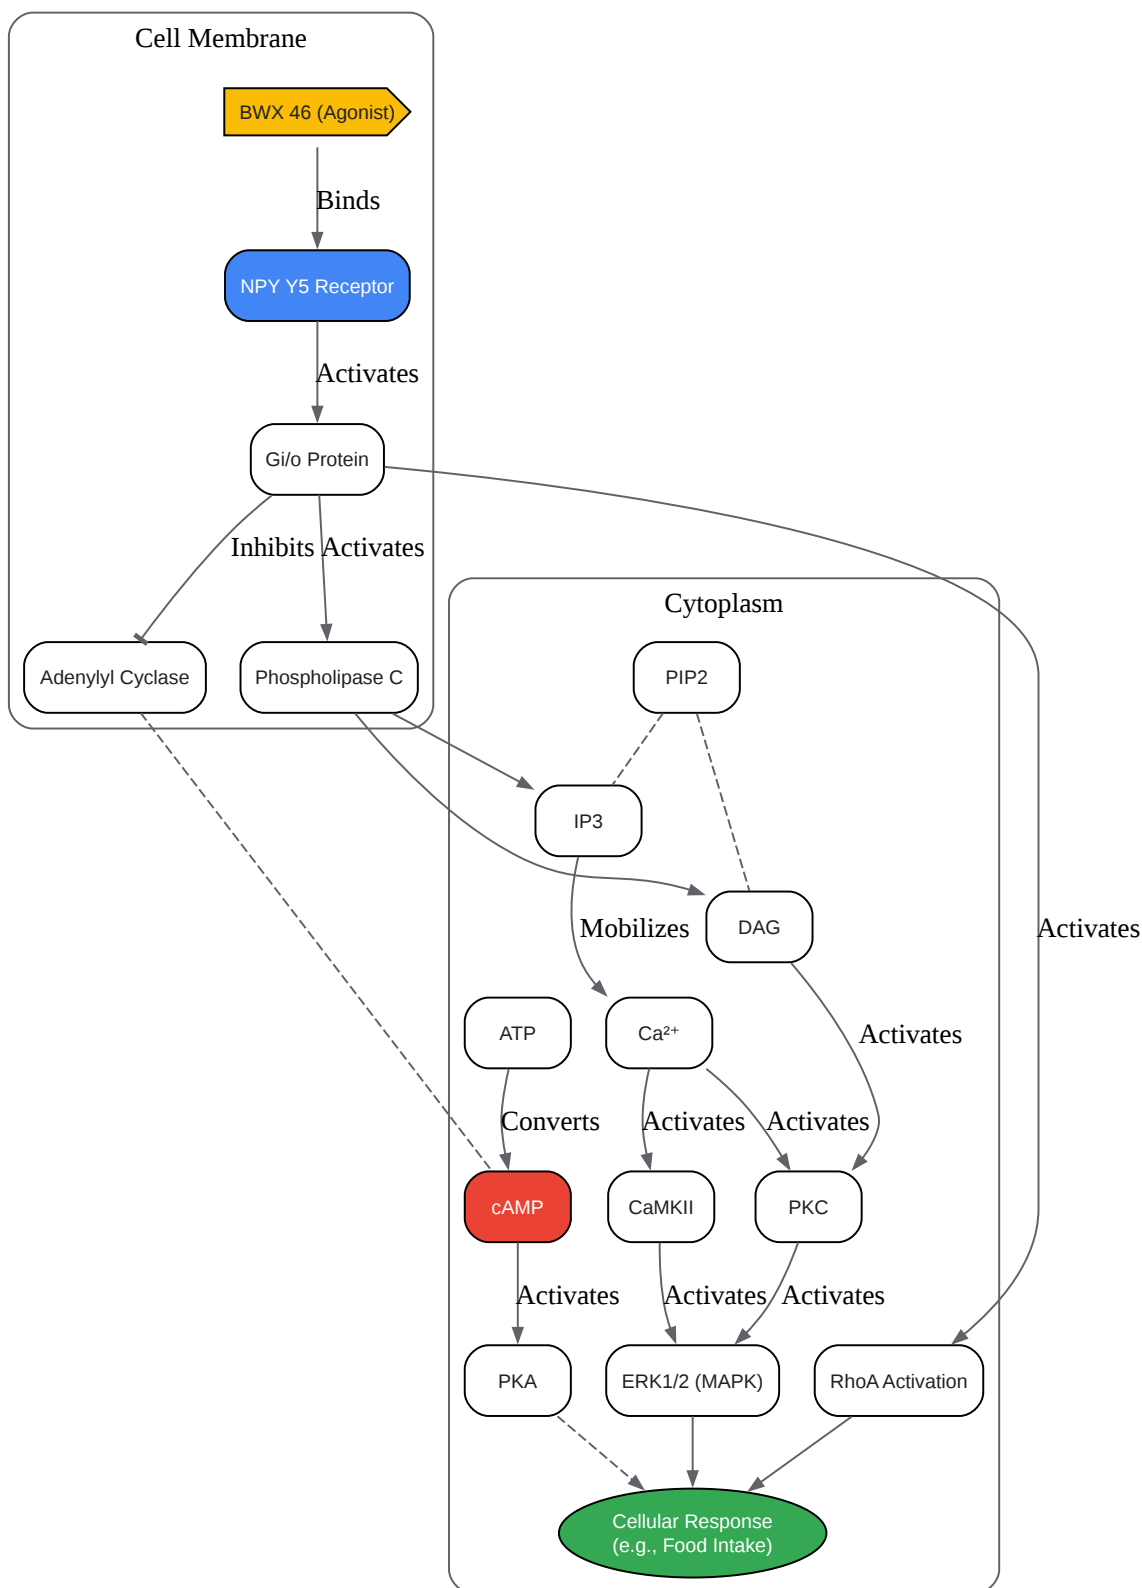 Cell Membrane
BWX 46 (Agonist)
Binds
NPY Y5 Receptor
Activates
Gi/o Protein
Inhibits
Activates
Cytoplasm
Adenylyl Cyclase
Phospholipase C
PIP2
IP3
Mobilizes
DAG
Activates
ATP
Ca²⁺
Activates
Converts
Activates
Activates
cAMP
CaMKII
PKC
Activates
Activates
Activates
PKA
ERK1/2 (MAPK)
RhoA Activation
Cellular Response
(e.g., Food Intake)